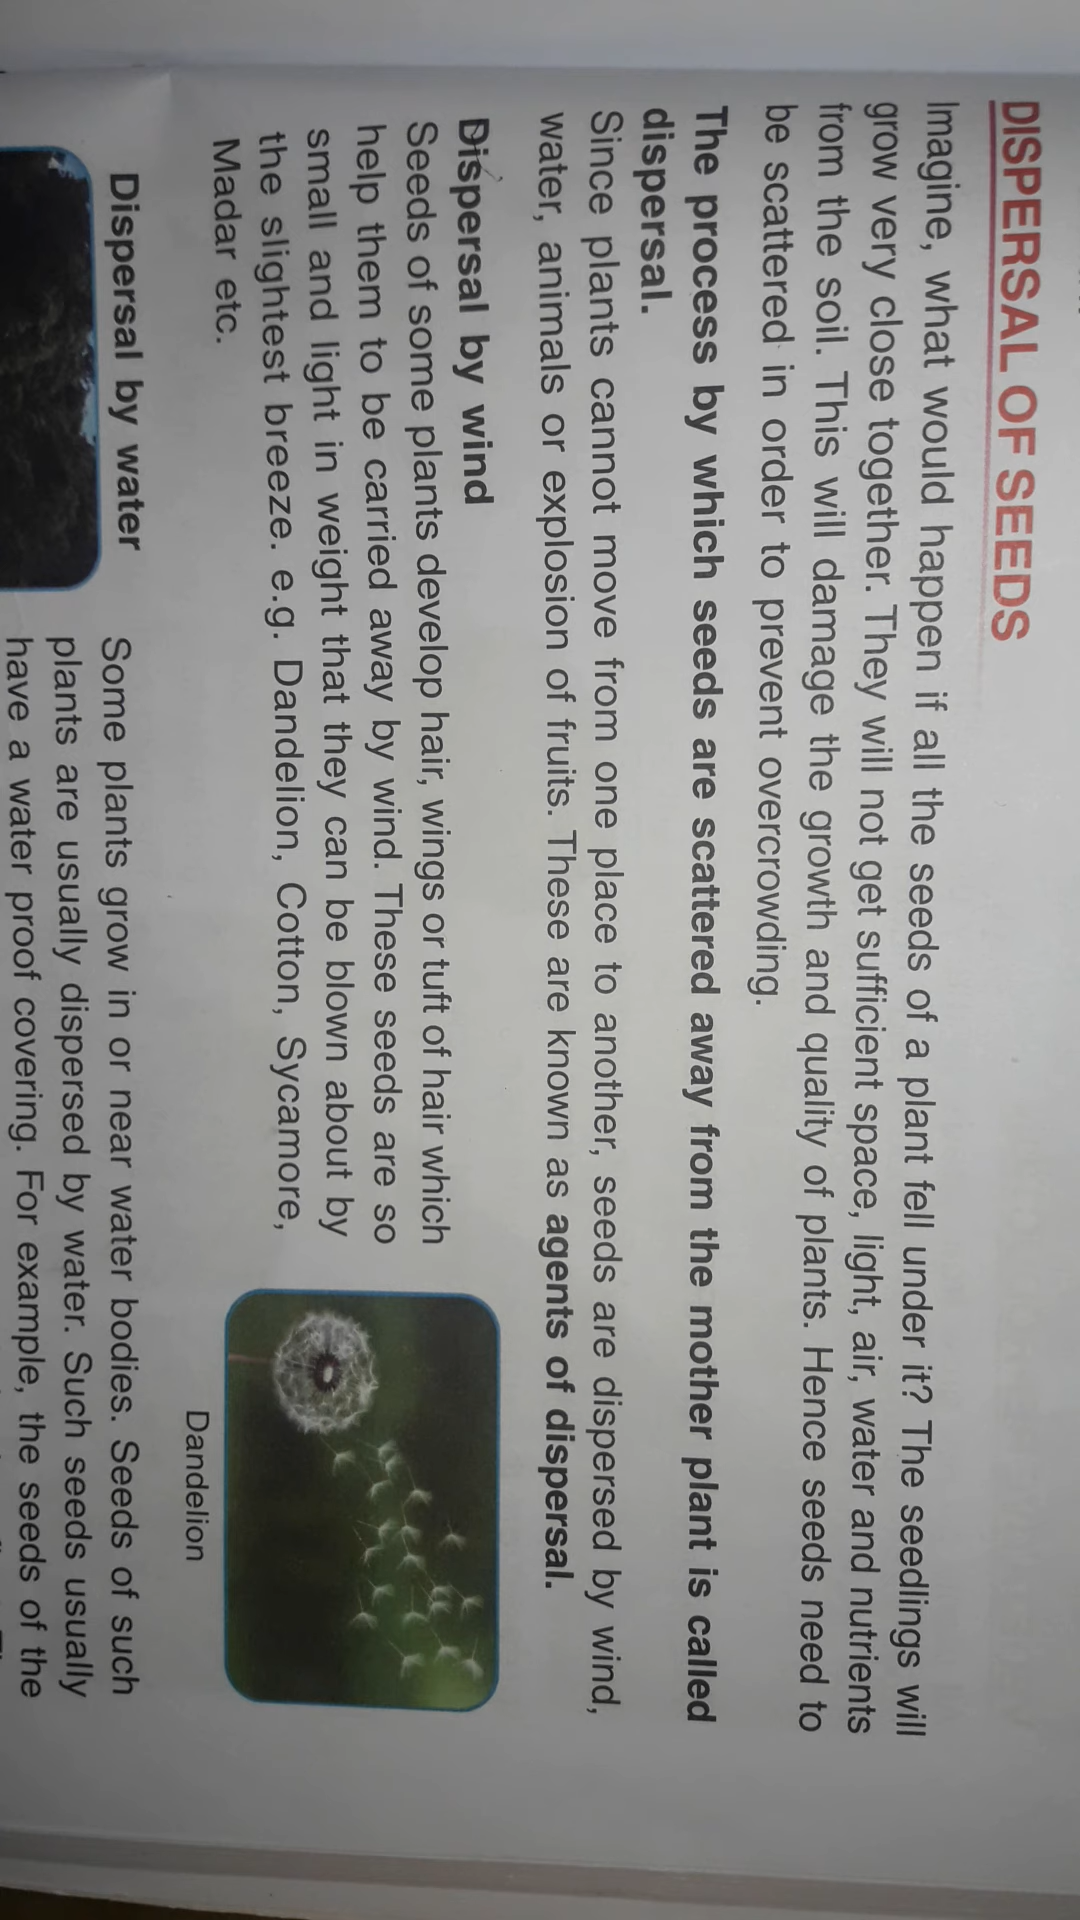 DISPERSAL OF SEEDS
Imagine, what would happen if all the seeds of a plant fell under it? The seedlings will
grow very close together. They will not get sufficient space, light, air, water and nutrients
from the soil. This will damage the growth and quality of plants. Hence seeds need to
be scattered in order to prevent overcrowding.
The process by which seeds are scattered away from the mother plant is called
dispersal.
Since plants cannot move from one place to another, seeds are dispersed by wind,
water, animals or explosion of fruits. These are known as agents of dispersal.
Dispersal by wind
Seeds of some plants develop hair, wings or tuft of hair which
help them to be carried away by wind. These seeds are so
small and light in weight that they can be blown about by
the slightest breeze. e.g. Dandelion, Cotton, Sycamore,
Madar etc.
Dandelion
Dispersal by water
Some plants grow in or near water bodies. Seeds of such
plants are usually dispersed by water. Such seeds usually
have a water proof covering. For example, the seeds of the